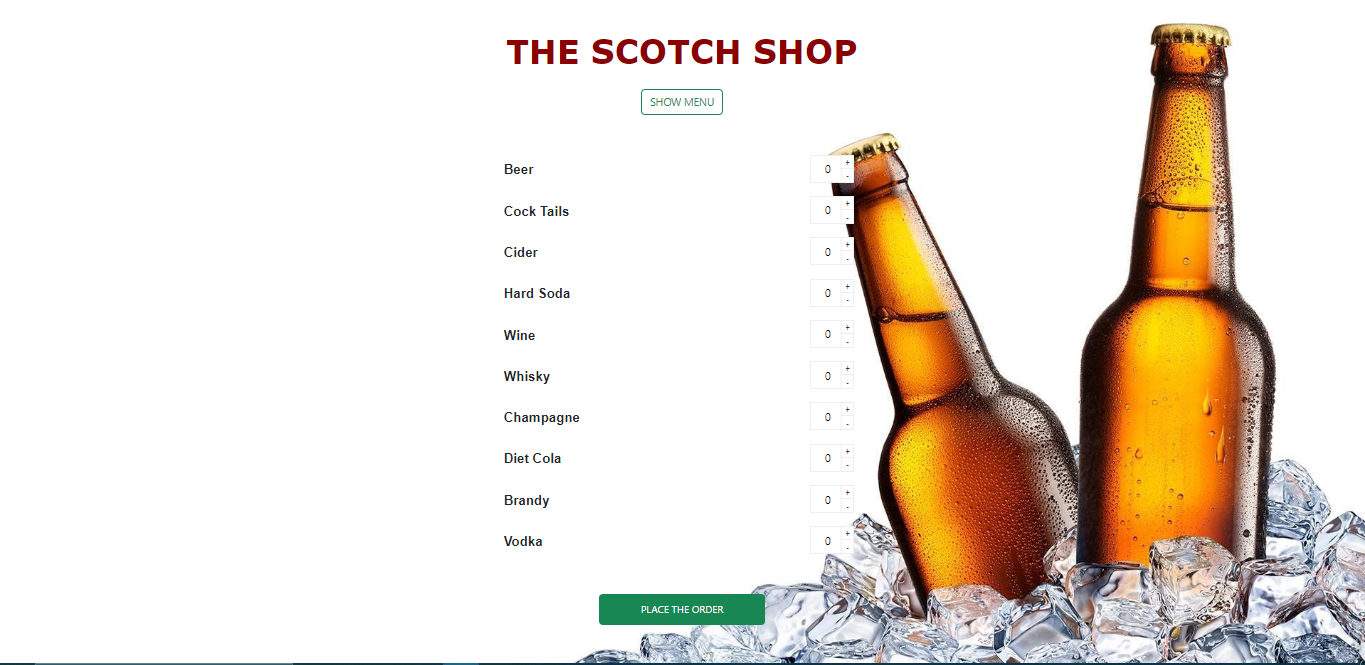 THE SCOTCH SHOP
SHOW MENU
Beer 0 + -
Cock Tails 0 + -
Cider 0 + -
Hard Soda 0 + -
Wine 0 + -
Whisky 0 + -
Champagne 0 + -
Diet Cola 0 + -
Brandy 0 + -
Vodka 0 + -
PLACE THE ORDER